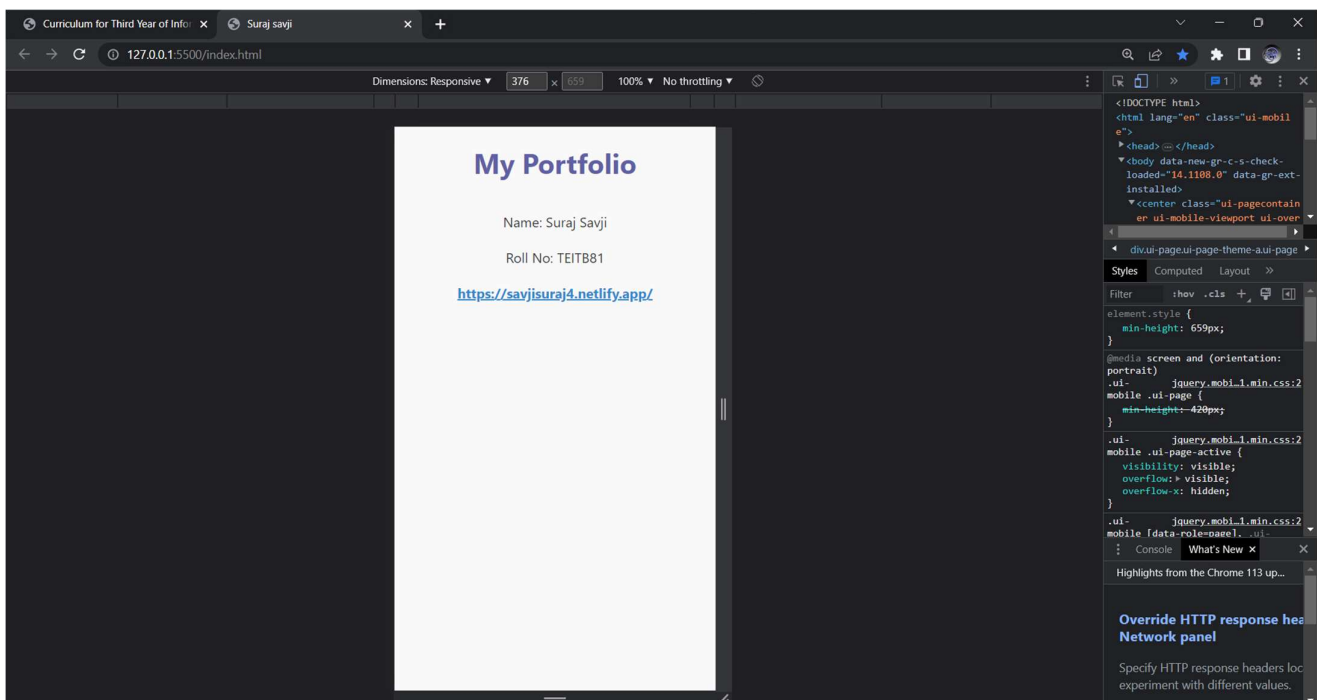 Curriculum for Third Year of Infor
Suraj savji
127.0.0.1:5500/index.html
Dimensions: Responsive 376 × 659 100% No throttling
1
My Portfolio
Name: Suraj Savji
Roll No: TEITB81
https://savjisuraj4.netlify.app/
<!DOCTYPE html>
<html lang="en" class="ui-mobil
e">
<head> ⋯ </head>
<body data-new-gr-c-s-check-
loaded="14.1108.0" data-gr-ext-
installed>
<center class="ui-pagecontain
er ui-mobile-viewport ui-over
div.ui-page.ui-page-theme-a.ui-page
Styles Computed Layout »
Filter :hov .cls +
element.style {
min-height: 659px;
}
@media screen and (orientation:
portrait)
.ui- jquery.mobi…1.min.css:2
mobile .ui-page {
min-height: 420px;
}
.ui- jquery.mobi…1.min.css:2
mobile .ui-page-active {
visibility: visible;
overflow: visible;
overflow-x: hidden;
}
.ui- jquery.mobi…1.min.css:2
mobile [data-role=page], .ui-
Console What's New ×
Highlights from the Chrome 113 up...
Override HTTP response hea
Network panel
Specify HTTP response headers loc
experiment with different values.